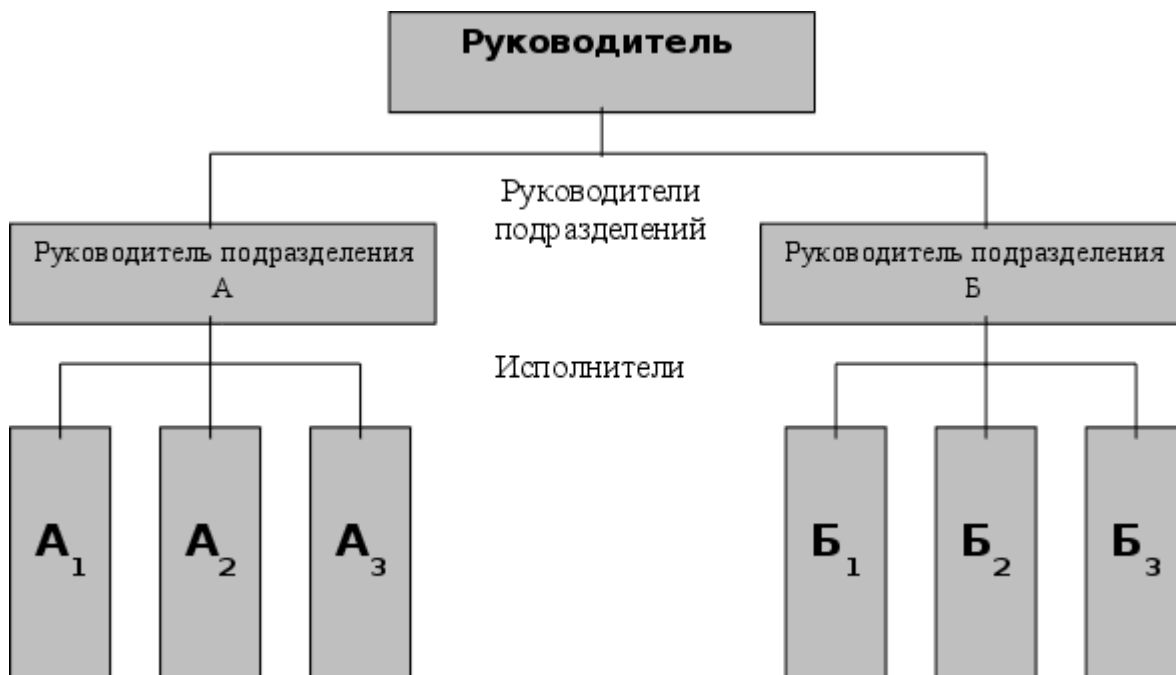 Руководитель
Руководители
подразделений
Руководитель подразделения
А
Руководитель подразделения
Б
Исполнители
А1
А2
А3
Б1
Б2
Б3